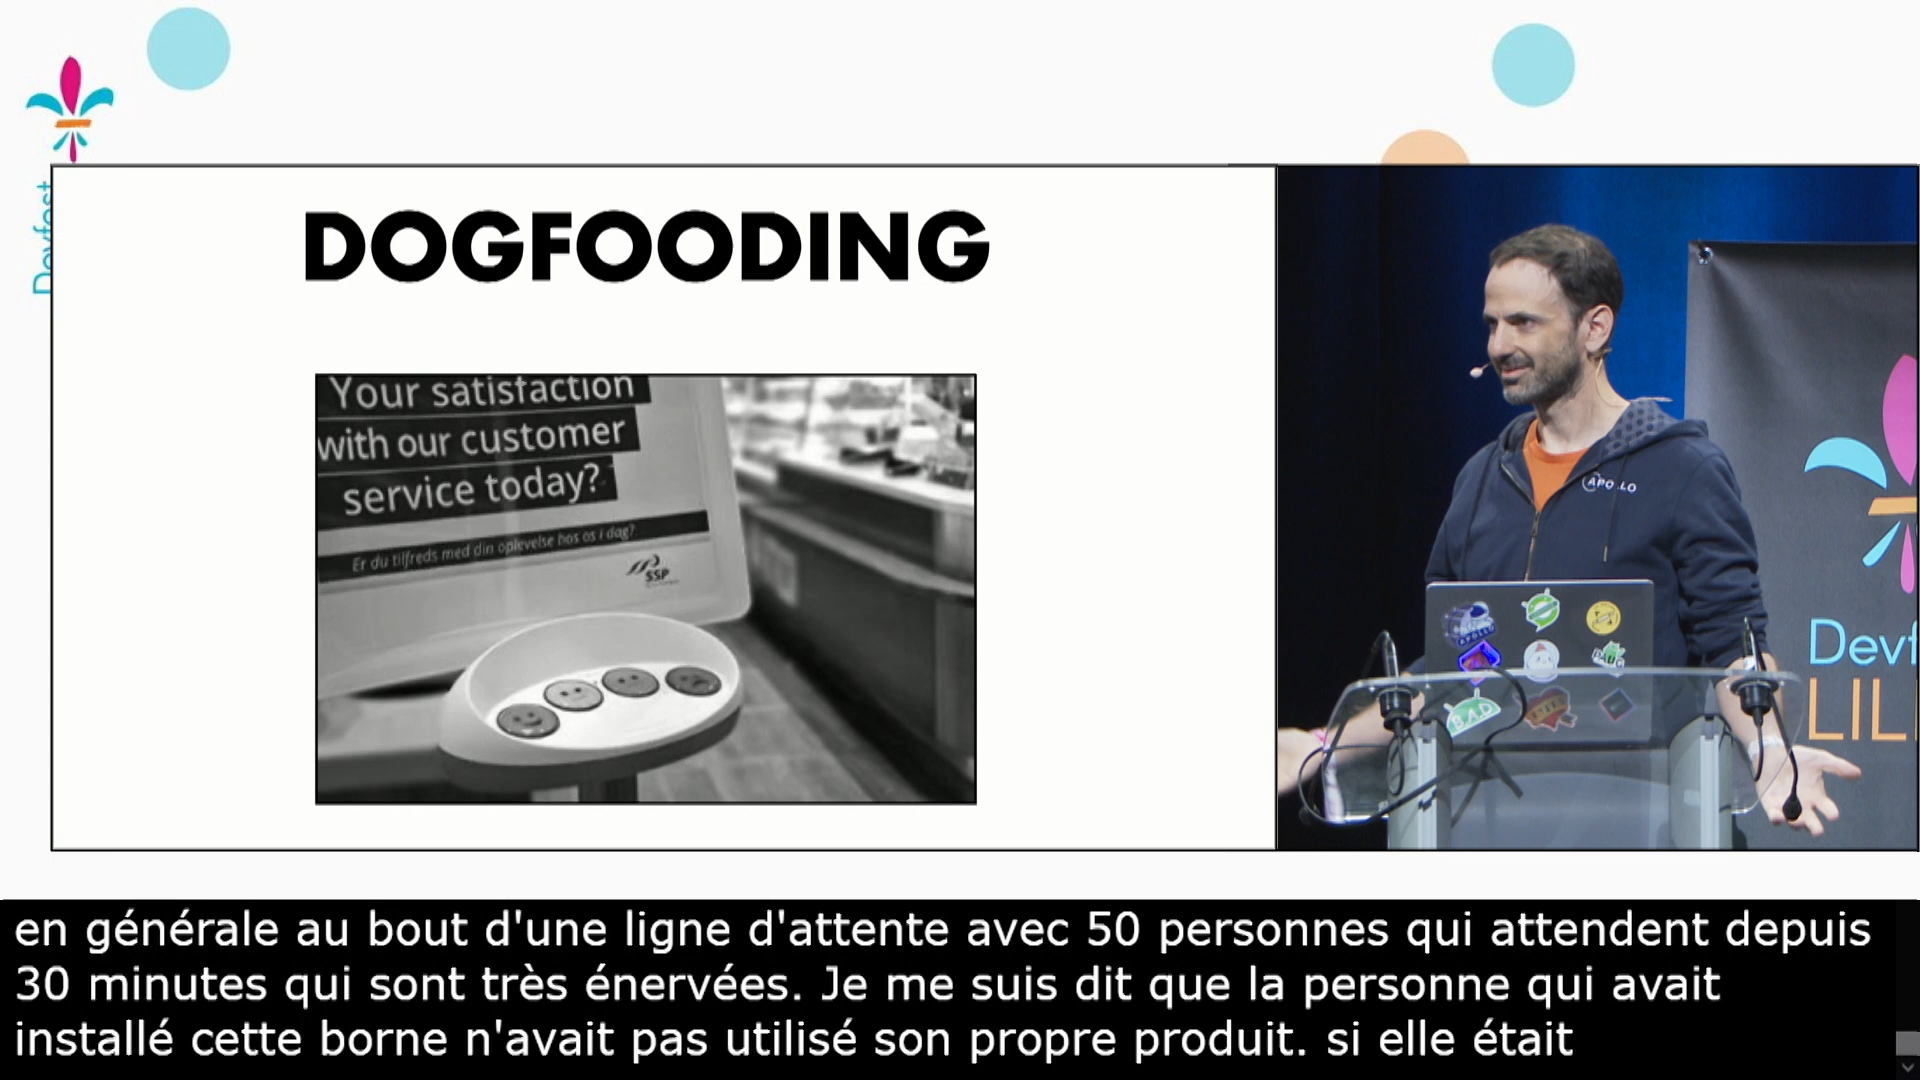 Devfest
DOGFOODING
Your satisfaction
with our customer
service today?
Er du tilfreds med din oplevelse hos os i dag?
SSP
APOLLO
APOLLO
B.A.D
Devf
LIL
en générale au bout d'une ligne d'attente avec 50 personnes qui attendent depuis
30 minutes qui sont très énervées. Je me suis dit que la personne qui avait
installé cette borne n'avait pas utilisé son propre produit. si elle était